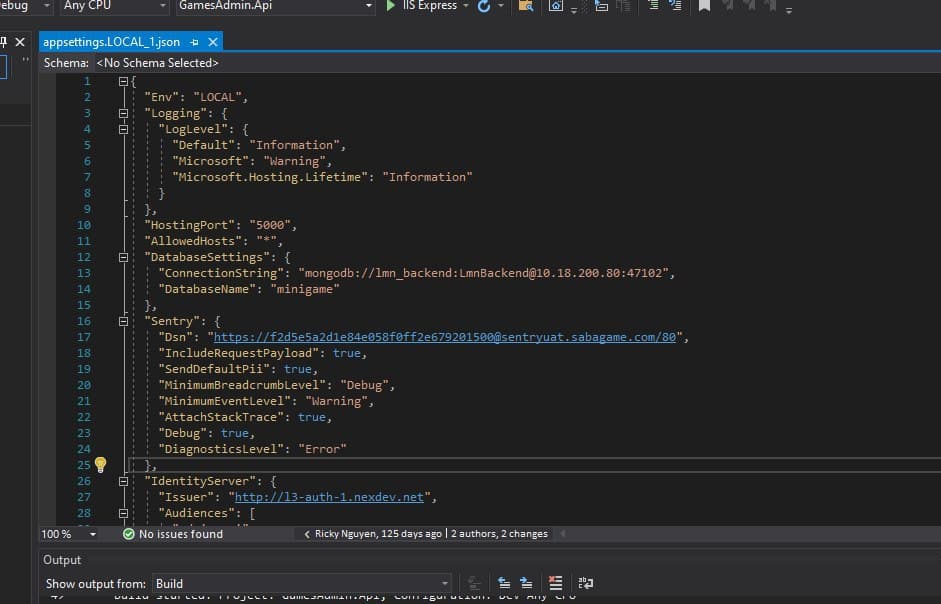 ebug Any CPU GamesAdmin.Api IIS Express
appsettings.LOCAL_1.json
Schema: <No Schema Selected>
1 {
2 "Env": "LOCAL",
3 "Logging": {
4 "LogLevel": {
5 "Default": "Information",
6 "Microsoft": "Warning",
7 "Microsoft.Hosting.Lifetime": "Information"
8 }
9 },
10 "HostingPort": "5000",
11 "AllowedHosts": "*",
12 "DatabaseSettings": {
13 "ConnectionString": "mongodb://lmn_backend:LmnBackend@10.18.200.80:47102",
14 "DatabaseName": "minigame"
15 },
16 "Sentry": {
17 "Dsn": "https://f2d5e5a2d1e84e058f0ff2e679201500@sentryuat.sabagame.com/80",
18 "IncludeRequestPayload": true,
19 "SendDefaultPii": true,
20 "MinimumBreadcrumbLevel": "Debug",
21 "MinimumEventLevel": "Warning",
22 "AttachStackTrace": true,
23 "Debug": true,
24 "DiagnosticsLevel": "Error"
25 },
26 "IdentityServer": {
27 "Issuer": "http://l3-auth-1.nexdev.net",
28 "Audiences": [
100 % No issues found Ricky Nguyen, 125 days ago | 2 authors, 2 changes
Output
Show output from: Build
Build started: Project: GamesAdmin.Api, Configuration: Dev Any CPU